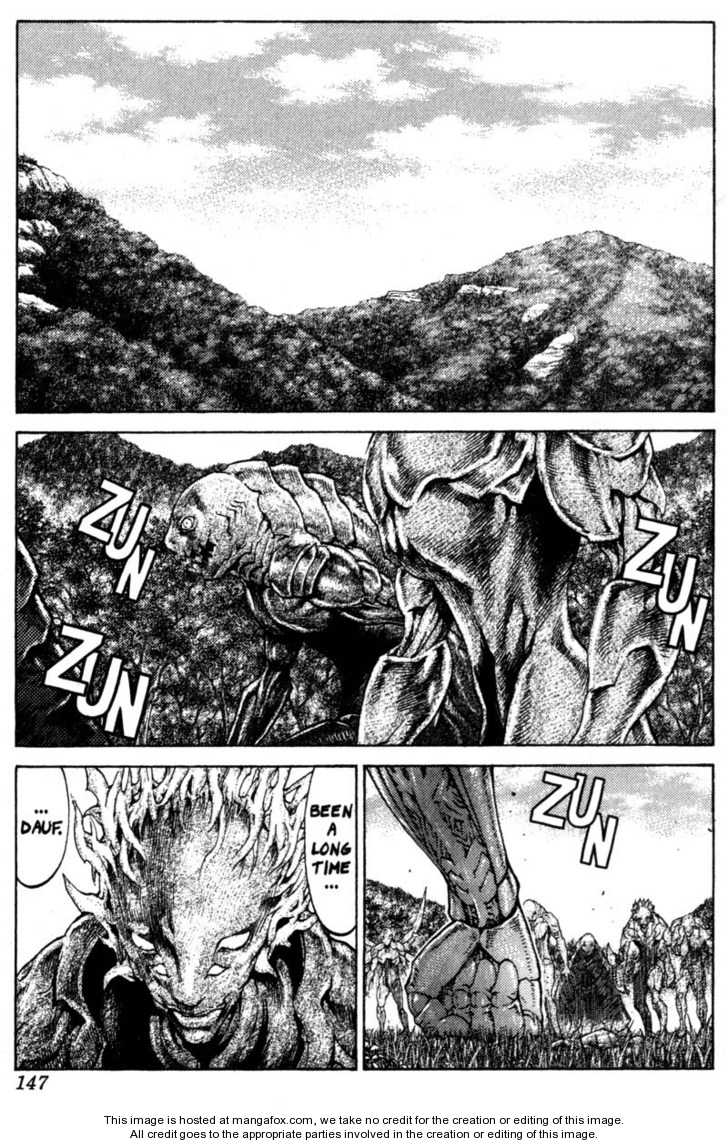 ZUN
ZUN
ZUN
BEEN
A
LONG
TIME
...
...
DAUF.
ZUN
147
This image is hosted at mangafox.com, we take no credit for the creation or editing of this image.
All credit goes to the appropriate parties involved in the creation or editing of this image.